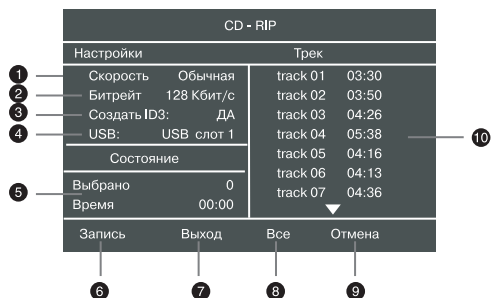 CD - RIP
Настройки Трек
1 Скорость Обычная track 01 03:30
2 Битрейт 128 Кбит/с track 02 03:50
3 Создать ID3: ДА track 03 04:26
4 USB: USB слот 1 track 04 05:38 10
Состояние track 05 04:16
5 Выбрано 0 track 06 04:13
Время 00:00 track 07 04:36
Запись Выход Все Отмена
6 7 8 9